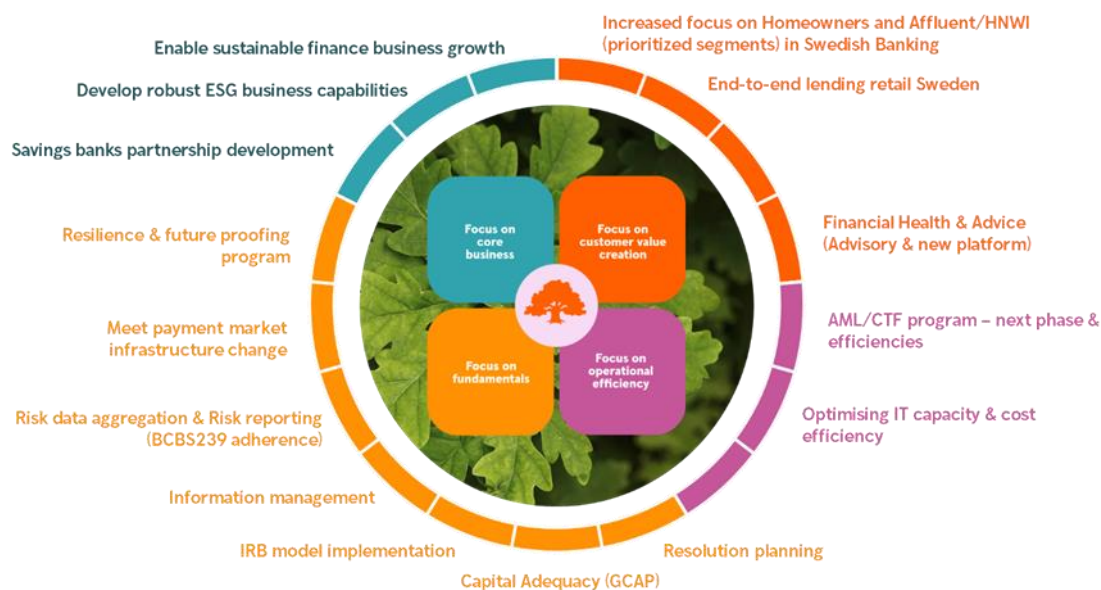 Enable sustainable finance business growth
Develop robust ESG business capabilities
Savings banks partnership development
Resilience & future proofing
program
Meet payment market
infrastructure change
Risk data aggregation & Risk reporting
(BCBS239 adherence)
Information management
IRB model implementation
Capital Adequacy (GCAP)
Resolution planning
Increased focus on Homeowners and Affluent/HNWI
(prioritized segments) in Swedish Banking
End-to-end lending retail Sweden
Financial Health & Advice
(Advisory & new platform)
AML/CTF program – next phase &
efficiencies
Optimising IT capacity & cost
efficiency
Focus on
core
business
Focus on
customer value
creation
Focus on
fundamentals
Focus on
operational
efficiency